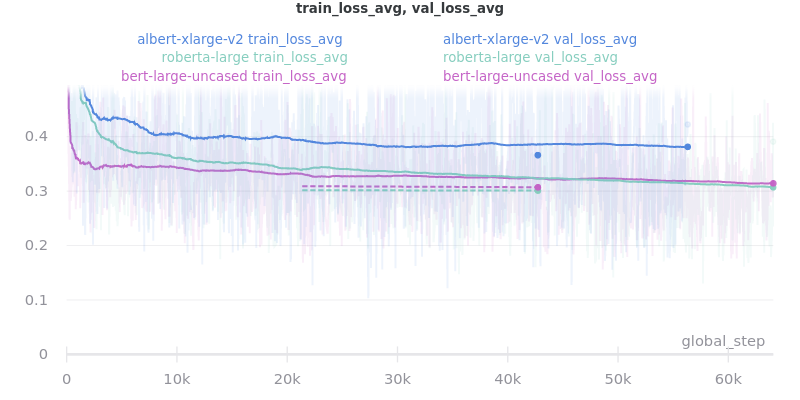 train_loss_avg, val_loss_avg
albert-xlarge-v2 train_loss_avg albert-xlarge-v2 val_loss_avg
roberta-large train_loss_avg roberta-large val_loss_avg
bert-large-uncased train_loss_avg bert-large-uncased val_loss_avg
0.4
0.3
0.2
0.1
global_step
0
0 10k 20k 30k 40k 50k 60k